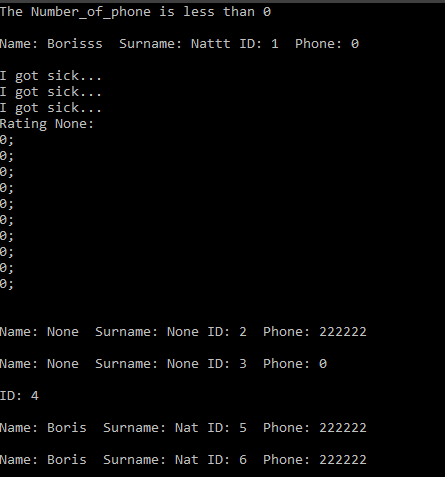 The Number_of_phone is less than 0
Name: Borisss  Surname: Nattt ID: 1  Phone: 0
I got sick...
I got sick...
I got sick...
Rating None:
0;
0;
0;
0;
0;
0;
0;
0;
0;
0;
Name: None  Surname: None ID: 2  Phone: 222222
Name: None  Surname: None ID: 3  Phone: 0
ID: 4
Name: Boris  Surname: Nat ID: 5  Phone: 222222
Name: Boris  Surname: Nat ID: 6  Phone: 222222